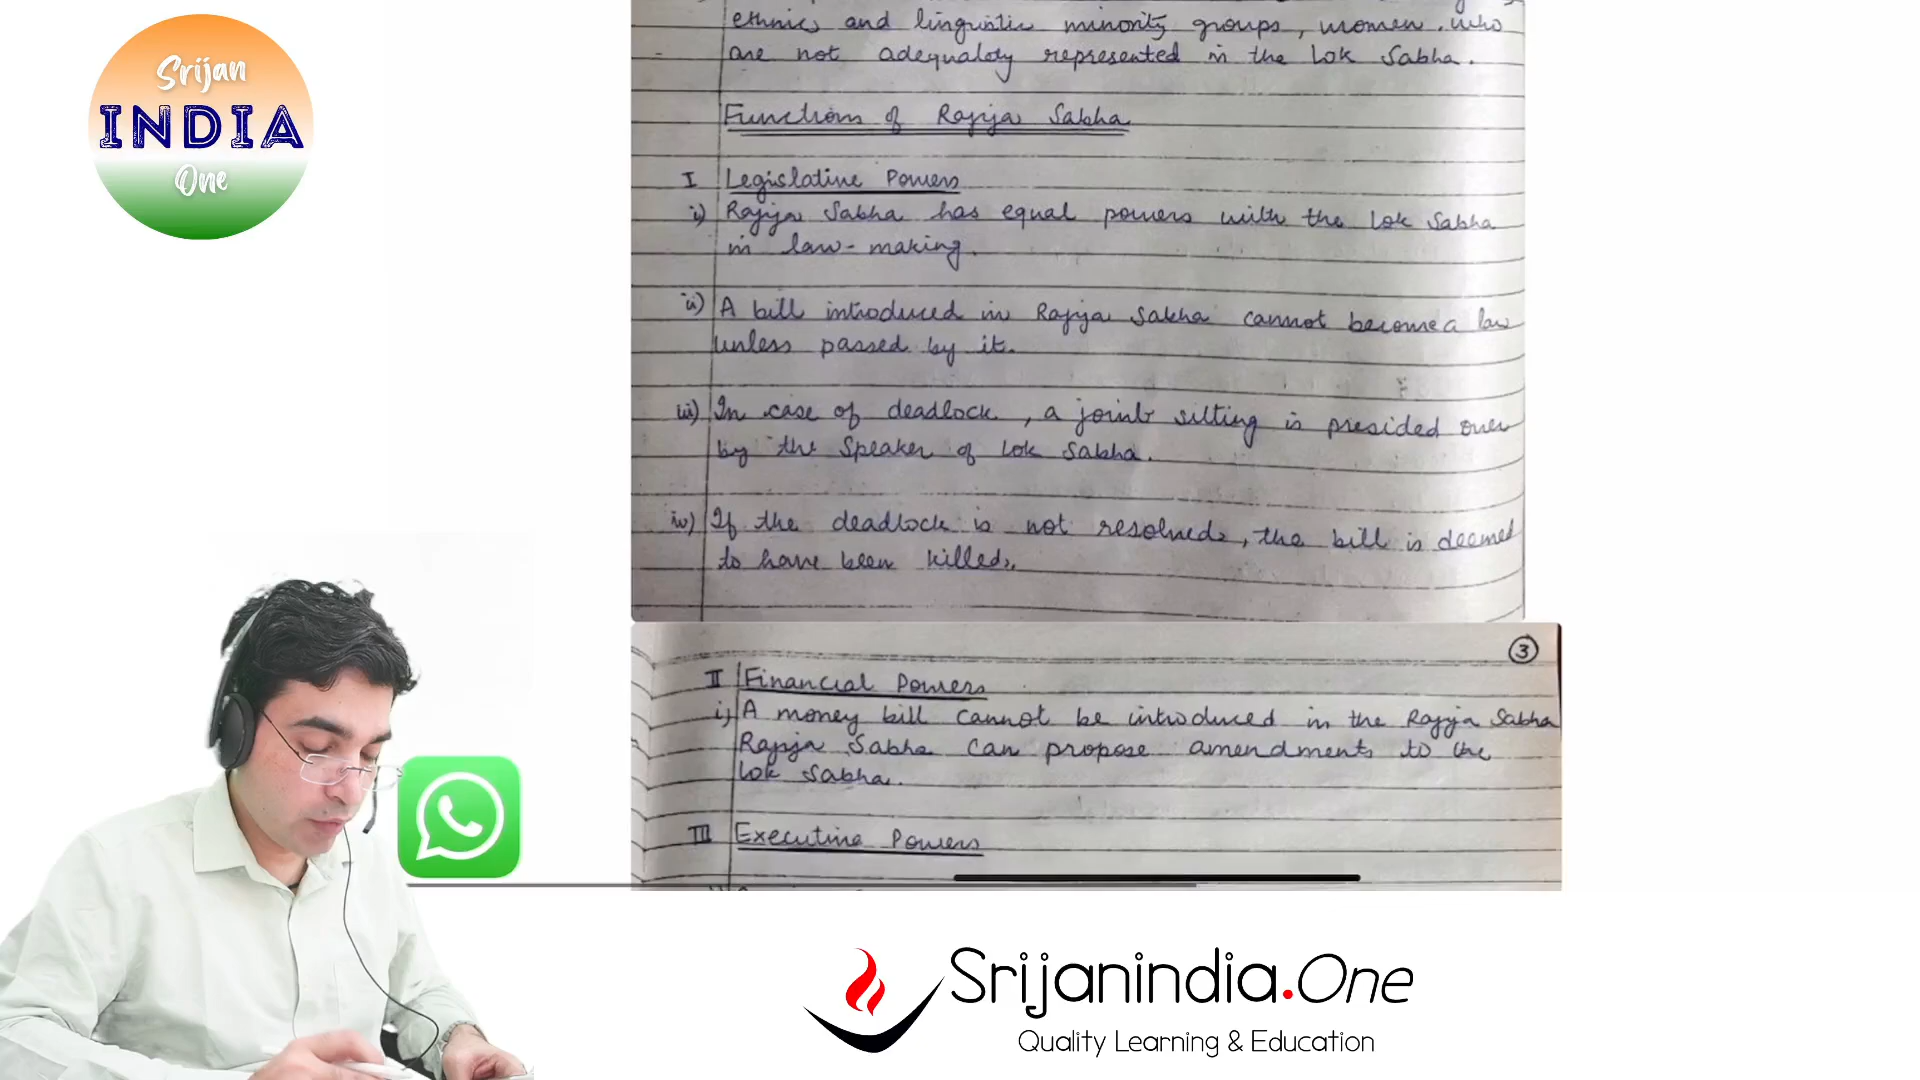 Srijan
INDIA
One
ethnic and linguistic minority groups, women. who
are not adequately represented in the Lok Sabha.
Functions of Rajya Sabha
I Legislative Powers
i) Rajya Sabha has equal powers with the Lok Sabha
in law-making.
ii) A bill introduced in Rajya Sabha cannot become a law
unless passed by it.
iii) In case of deadlock, a joint sitting is presided over
by the Speaker of Lok Sabha.
iv) If the deadlock is not resolved, the bill is deemed
to have been killed.
3
II Financial Powers
i) A money bill cannot be introduced in the Rajya Sabha
Rajya Sabha can propose amendments to the
Lok Sabha.
III Executive Powers
Srijanindia.One
Quality Learning & Education